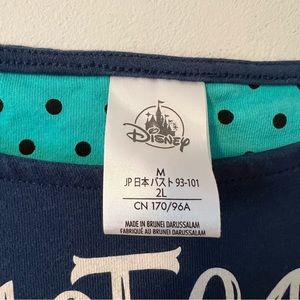 Disney
M
JP 日本 バスト 93-101
2L
CN 170/96A
MADE IN BRUNEI DARUSSALAM
FABRIQUÉ AU BRUNEI DARUSSALAM